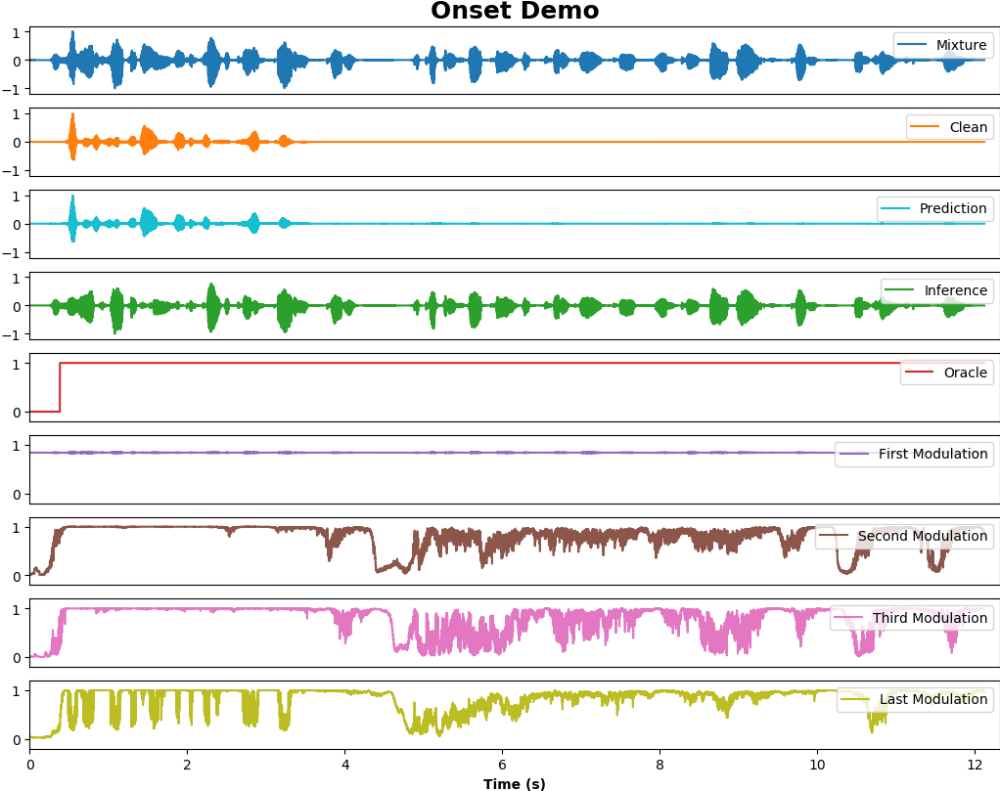 Onset Demo
1
0
−1
Mixture
1
0
−1
Clean
1
0
−1
Prediction
1
0
−1
Inference
1
0
Oracle
1
0
First Modulation
1
0
Second Modulation
1
0
Third Modulation
1
0
Last Modulation
0 2 4 6 8 10 12
Time (s)